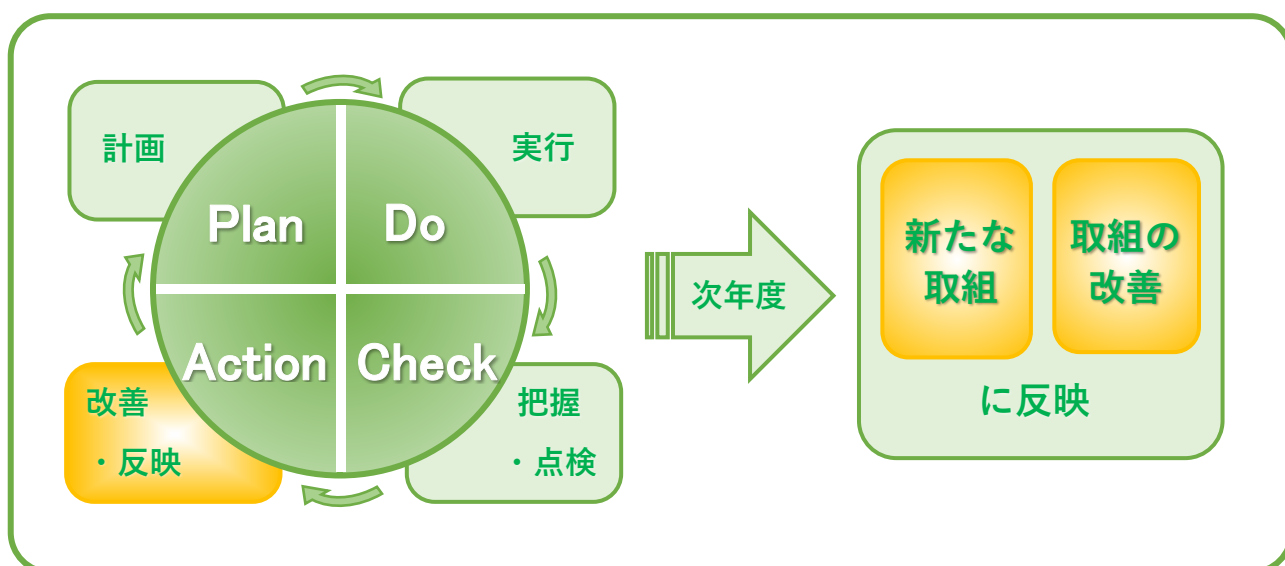 計画
実行
Plan
Do
Action
Check
改善
・反映
把握
・点検
次年度
新たな
取組
取組の
改善
に反映